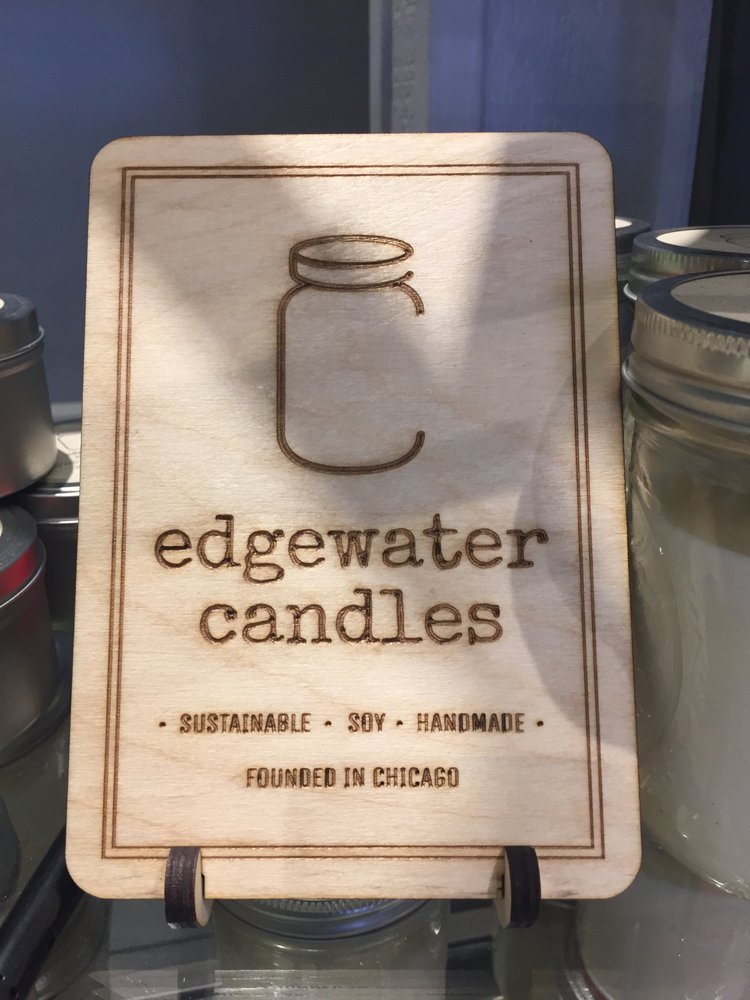 edgewater
candles
· SUSTAINABLE · SOY · HANDMADE ·
FOUNDED IN CHICAGO